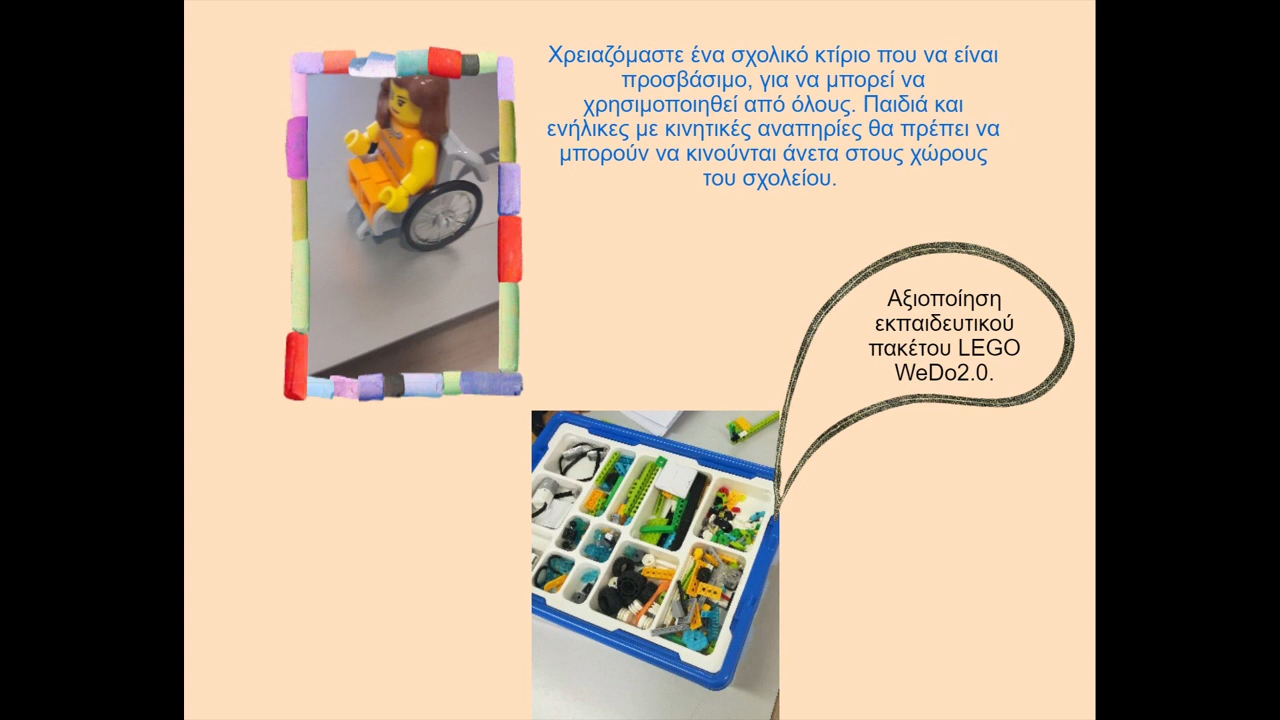 Χρειαζόμαστε ένα σχολικό κτίριο που να είναι
προσβάσιμο, για να μπορεί να
χρησιμοποιηθεί από όλους. Παιδιά και
ενήλικες με κινητικές αναπηρίες θα πρέπει να
μπορούν να κινούνται άνετα στους χώρους
του σχολείου.
Αξιοποίηση
εκπαιδευτικού
πακέτου LEGO
WeDo2.0.